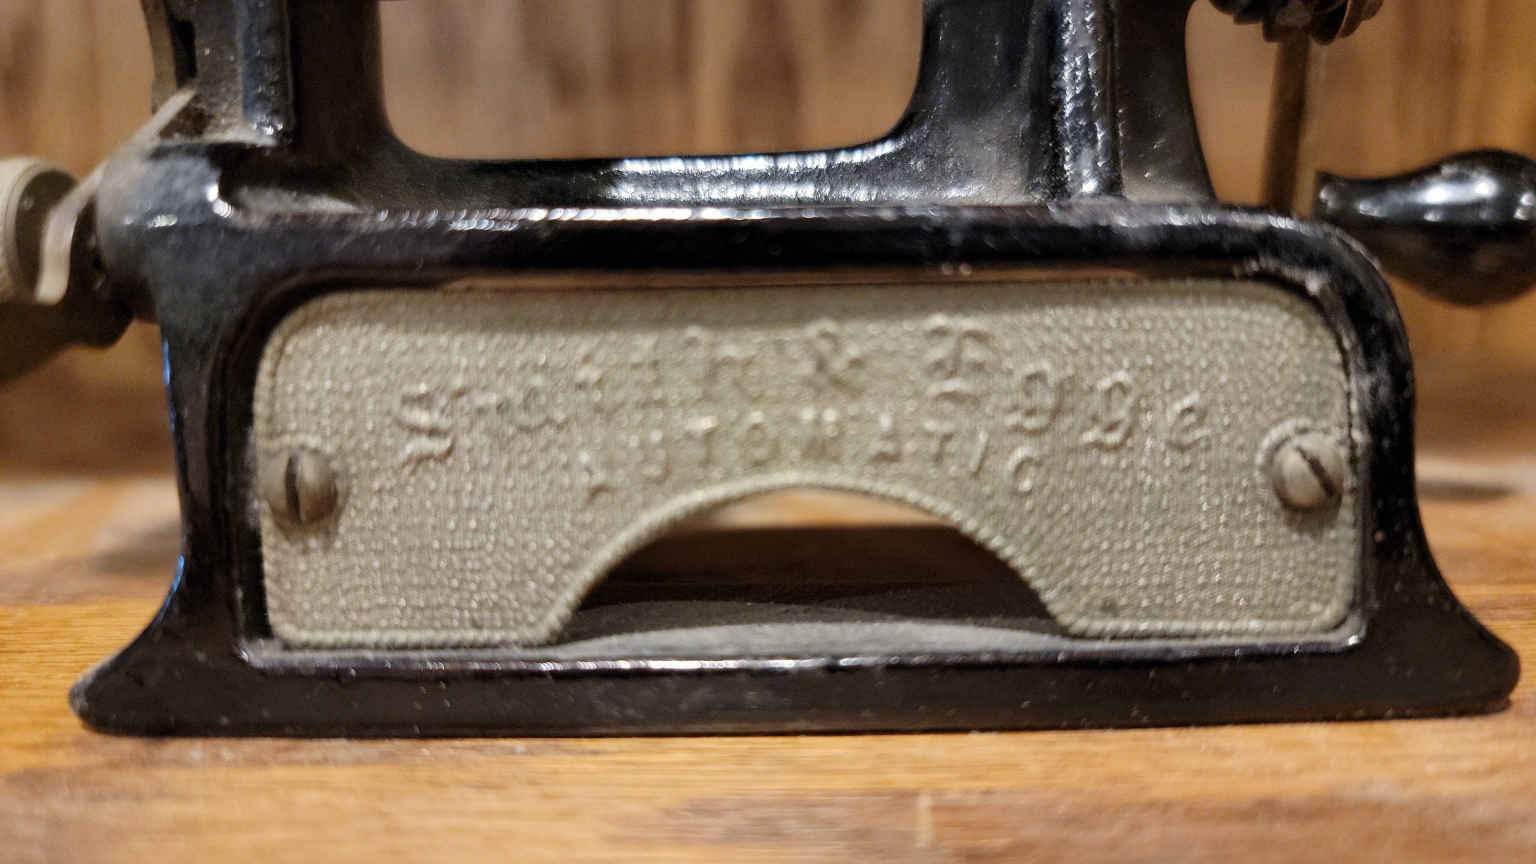 Smith & Egge
AUTOMATIC